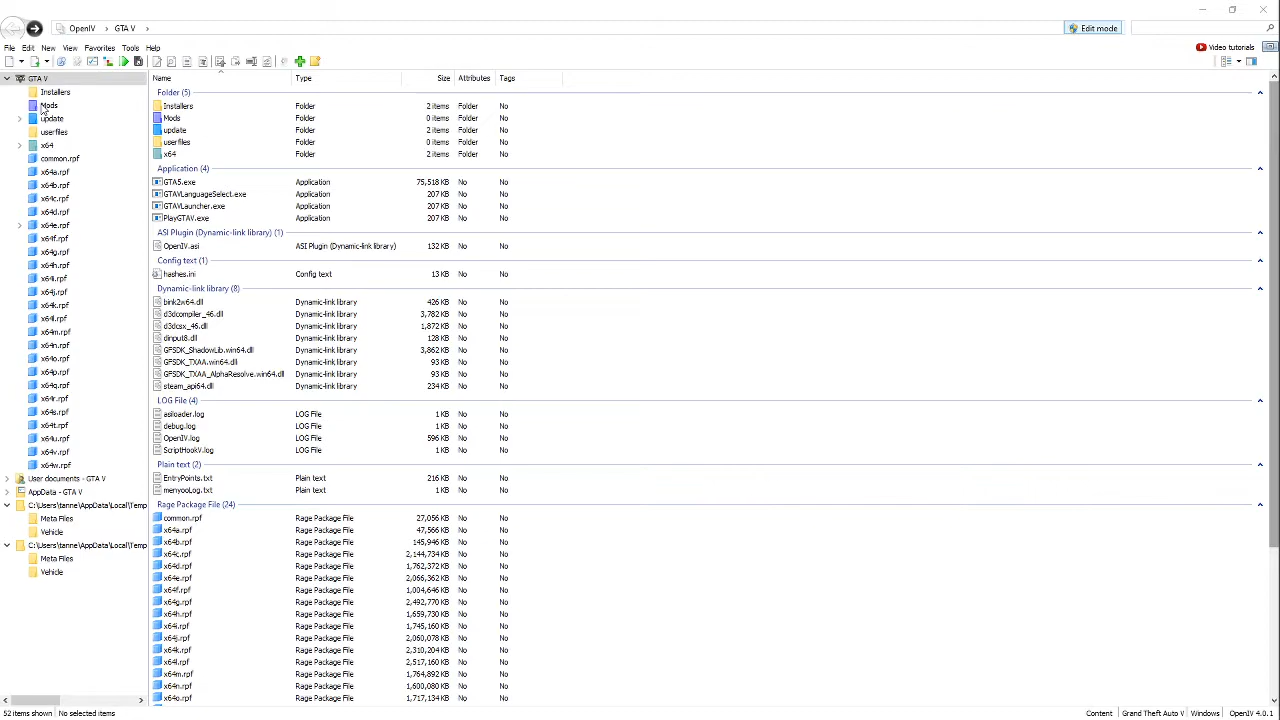 OpenIV > GTA V >
Edit mode
File Edit New View Favorites Tools Help
Video tutorials
GTA V
Installers
Mods
update
userfiles
x64
common.rpf
x64a.rpf
x64b.rpf
x64c.rpf
x64d.rpf
x64e.rpf
x64f.rpf
x64g.rpf
x64h.rpf
x64i.rpf
x64j.rpf
x64k.rpf
x64l.rpf
x64m.rpf
x64n.rpf
x64o.rpf
x64p.rpf
x64q.rpf
x64r.rpf
x64s.rpf
x64t.rpf
x64u.rpf
x64v.rpf
x64w.rpf
User documents - GTA V
AppData - GTA V
C:\Users\tanne\AppData\Local\Temp
Meta Files
Vehicle
C:\Users\tanne\AppData\Local\Temp
Meta Files
Vehicle
Name Type Size Attributes Tags
Folder (5)
Installers Folder 2 items Folder No
Mods Folder 0 items Folder No
update Folder 2 items Folder No
userfiles Folder 0 items Folder No
x64 Folder 2 items Folder No
Application (4)
GTA5.exe Application 75,518 KB No No
GTAVLanguageSelect.exe Application 207 KB No No
GTAVLauncher.exe Application 207 KB No No
PlayGTAV.exe Application 207 KB No No
ASI Plugin (Dynamic-link library) (1)
OpenIV.asi ASI Plugin (Dynamic-link library) 132 KB No No
Config text (1)
hashes.ini Config text 13 KB No No
Dynamic-link library (8)
bink2w64.dll Dynamic-link library 426 KB No No
d3dcompiler_46.dll Dynamic-link library 3,782 KB No No
d3dcsx_46.dll Dynamic-link library 1,872 KB No No
dinput8.dll Dynamic-link library 128 KB No No
GFSDK_ShadowLib.win64.dll Dynamic-link library 3,862 KB No No
GFSDK_TXAA.win64.dll Dynamic-link library 93 KB No No
GFSDK_TXAA_AlphaResolve.win64.dll Dynamic-link library 93 KB No No
steam_api64.dll Dynamic-link library 234 KB No No
LOG File (4)
asiloader.log LOG File 1 KB No No
debug.log LOG File 1 KB No No
OpenIV.log LOG File 596 KB No No
ScriptHookV.log LOG File 1 KB No No
Plain text (2)
EntryPoints.txt Plain text 216 KB No No
menyooLog.txt Plain text 1 KB No No
Rage Package File (24)
common.rpf Rage Package File 27,056 KB No No
x64a.rpf Rage Package File 47,566 KB No No
x64b.rpf Rage Package File 145,946 KB No No
x64c.rpf Rage Package File 2,144,734 KB No No
x64d.rpf Rage Package File 1,762,372 KB No No
x64e.rpf Rage Package File 2,066,362 KB No No
x64f.rpf Rage Package File 1,004,646 KB No No
x64g.rpf Rage Package File 2,492,770 KB No No
x64h.rpf Rage Package File 1,659,730 KB No No
x64i.rpf Rage Package File 1,745,160 KB No No
x64j.rpf Rage Package File 2,060,078 KB No No
x64k.rpf Rage Package File 2,310,204 KB No No
x64l.rpf Rage Package File 2,517,160 KB No No
x64m.rpf Rage Package File 1,764,892 KB No No
x64n.rpf Rage Package File 1,600,080 KB No No
x64o.rpf Rage Package File 1,717,134 KB No No
52 items shown No selected items Content Grand Theft Auto V Windows OpenIV 4.0.1